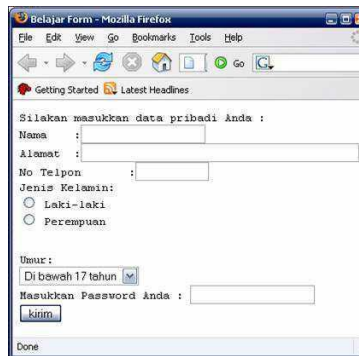 Belajar Form - Mozilla Firefox
File Edit View Go Bookmarks Tools Help
Go G
Getting Started Latest Headlines
Silakan masukkan data pribadi Anda :
Nama :
Alamat :
No Telpon :
Jenis Kelamin:
Laki-laki
Perempuan
Umur:
Di bawah 17 tahun
Masukkan Password Anda :
kirim
Done